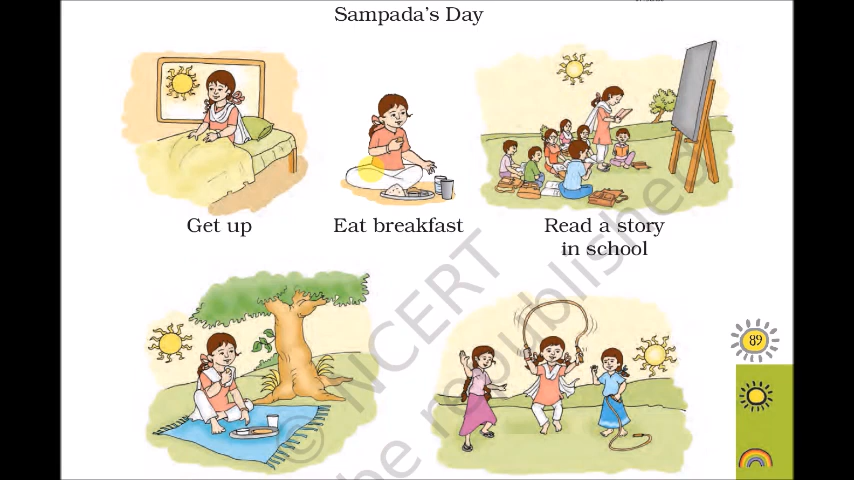 Sampada's Day
Get up
Eat breakfast
Read a story
in school
© NCERT
be republished
89